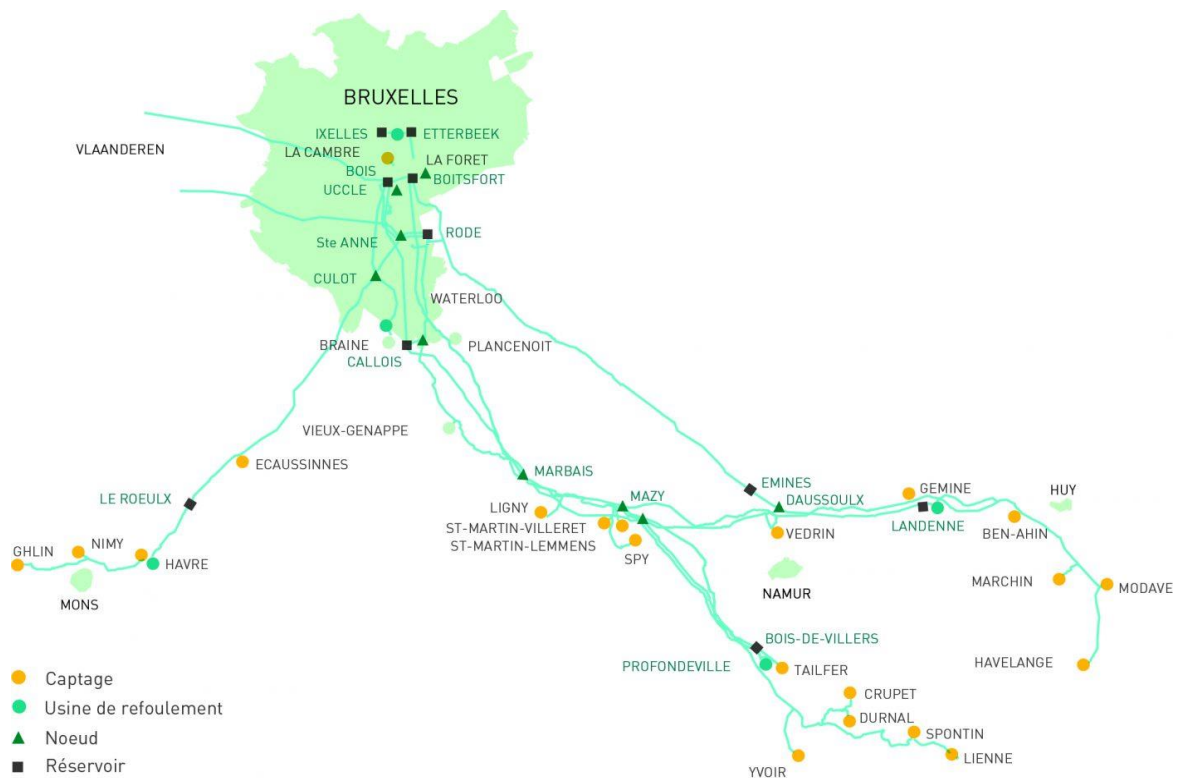 BRUXELLES
IXELLES
ETTERBEEK
VLAANDEREN
LA CAMBRE
LA FORET
BOIS
BOITSFORT
UCCLE
Ste ANNE
RODE
CULOT
WATERLOO
BRAINE
PLANCENOIT
CALLOIS
VIEUX-GENAPPE
ECAUSSINNES
MARBAIS
EMINES
GEMINE
LE ROEULX
MAZY
DAUSSOULX
HUY
LIGNY
ST-MARTIN-VILLERET
VEDRIN
LANDENNE
BEN-AHIN
ST-MARTIN-LEMMENS
GHLIN
NIMY
HAVRE
SPY
MARCHIN
MODAVE
MONS
NAMUR
BOIS-DE-VILLERS
PROFONDEVILLE
TAILFER
HAVELANGE
Captage
CRUPET
Usine de refoulement
DURNAL
Noeud
SPONTIN
LIENNE
Réservoir
YVOIR